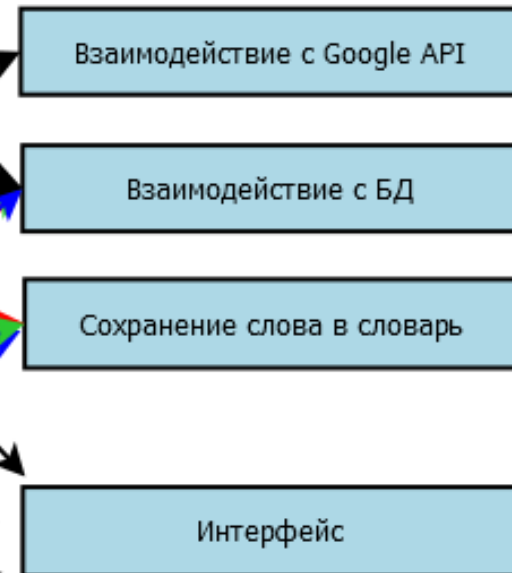 Взаимодействие с Google API
Взаимодействие с БД
Сохранение слова в словарь
Интерфейс